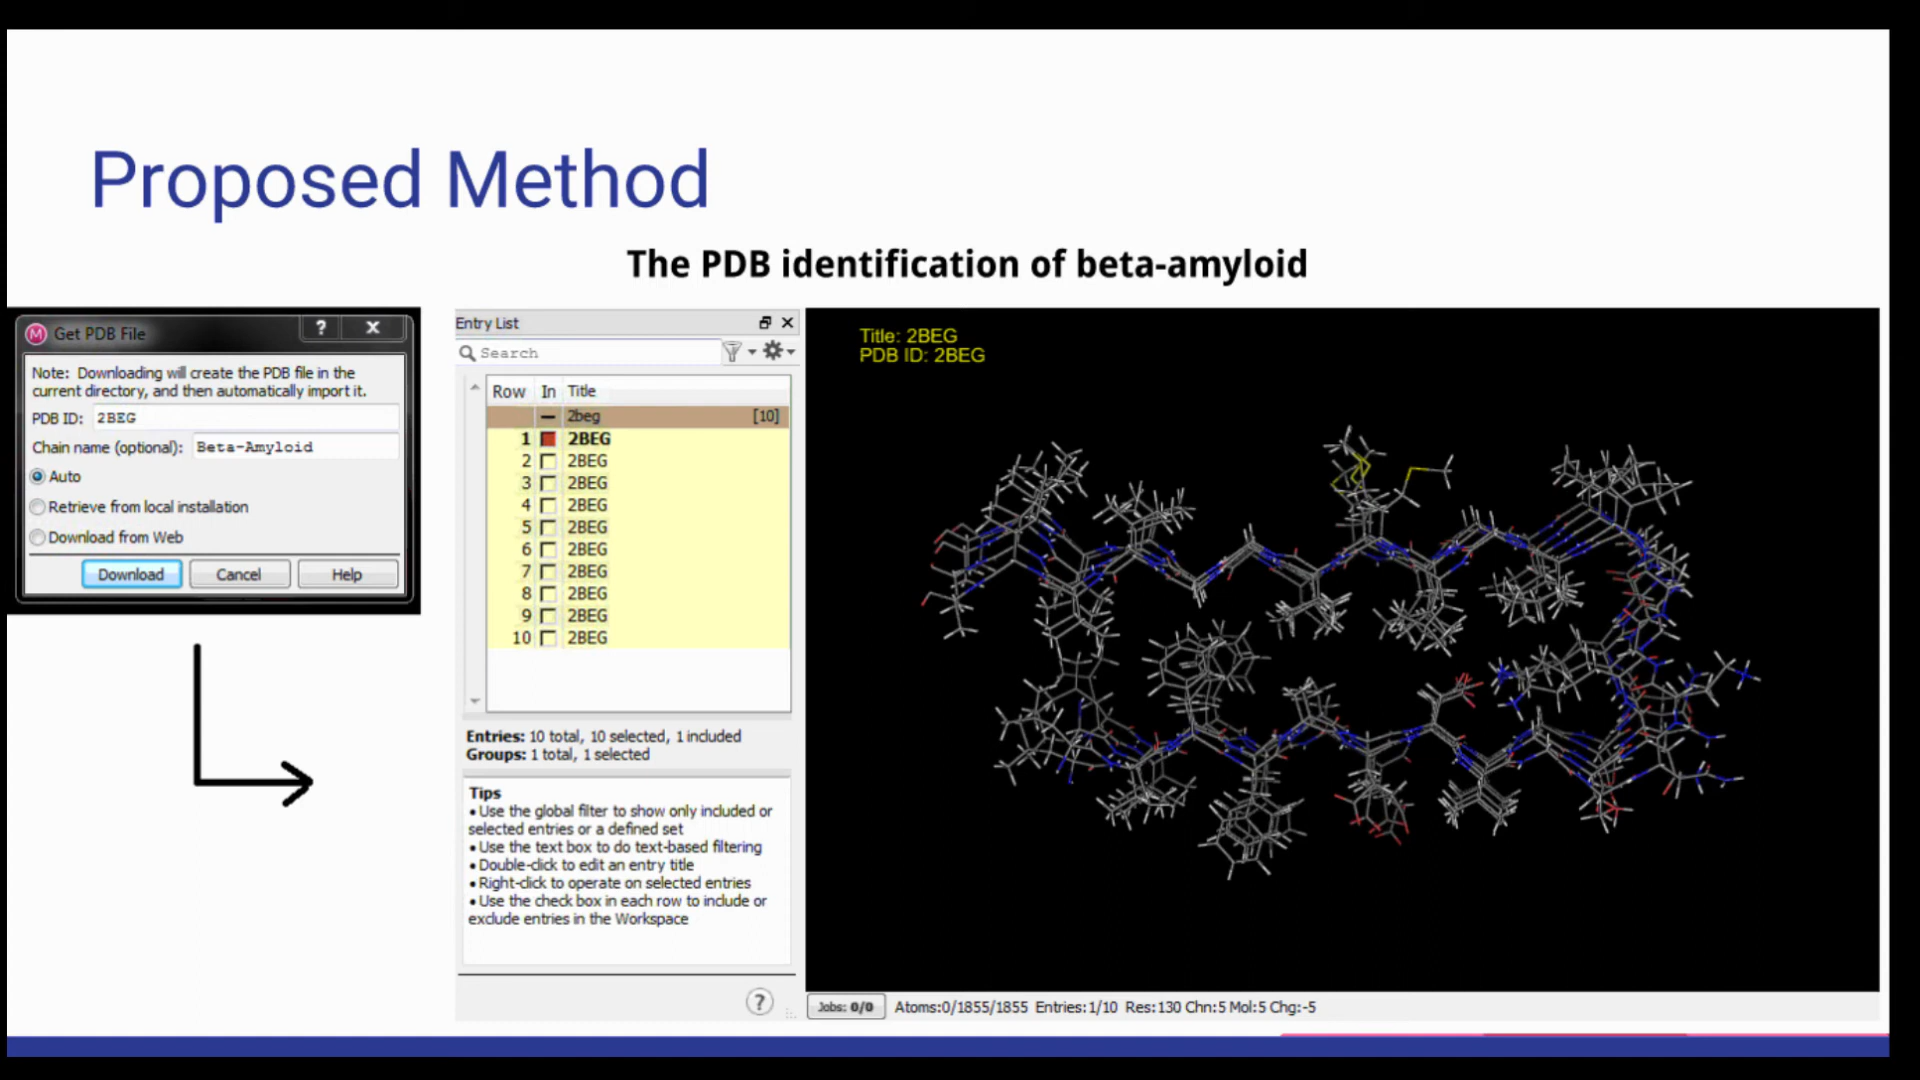 Proposed Method
The PDB identification of beta-amyloid
M Get PDB File ? X
Note: Downloading will create the PDB file in the
current directory, and then automatically import it.
PDB ID: 2BEG
Chain name (optional): Beta-Amyloid
Auto
Retrieve from local installation
Download from Web
Download Cancel Help
Entry List
Search
Row In Title
2beg [10]
1 2BEG
2 2BEG
3 2BEG
4 2BEG
5 2BEG
6 2BEG
7 2BEG
8 2BEG
9 2BEG
10 2BEG
Entries: 10 total, 10 selected, 1 included
Groups: 1 total, 1 selected
Tips
• Use the global filter to show only included or
selected entries or a defined set
• Use the text box to do text-based filtering
• Double-click to edit an entry title
• Right-click to operate on selected entries
• Use the check box in each row to include or
exclude entries in the Workspace
?
Title: 2BEG
PDB ID: 2BEG
Jobs: 0/0 Atoms:0/1855/1855 Entries:1/10 Res:130 Chn:5 Mol:5 Chg:-5